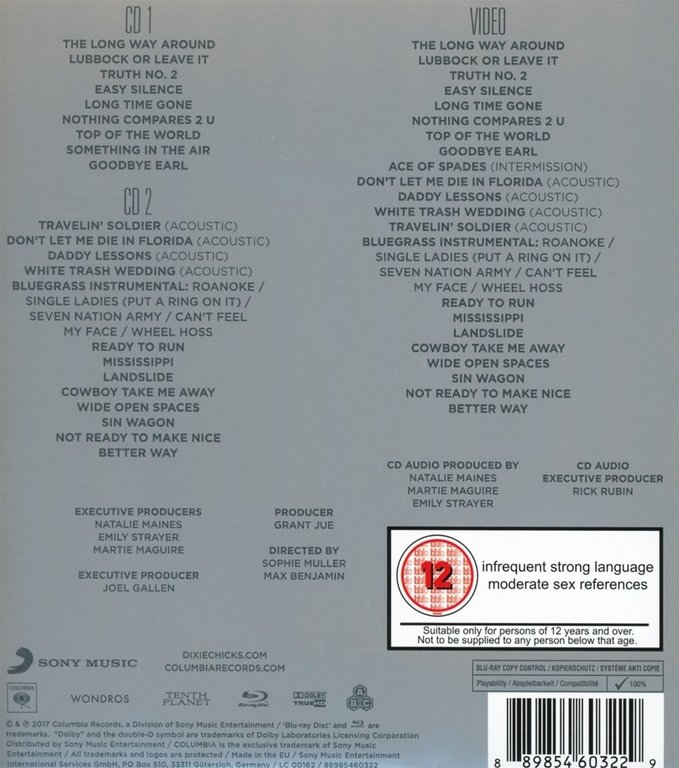 CD 1
THE LONG WAY AROUND
LUBBOCK OR LEAVE IT
TRUTH NO. 2
EASY SILENCE
LONG TIME GONE
NOTHING COMPARES 2 U
TOP OF THE WORLD
SOMETHING IN THE AIR
GOODBYE EARL
CD 2
TRAVELIN' SOLDIER (ACOUSTIC)
DON'T LET ME DIE IN FLORIDA (ACOUSTIC)
DADDY LESSONS (ACOUSTIC)
WHITE TRASH WEDDING (ACOUSTIC)
BLUEGRASS INSTRUMENTAL: ROANOKE /
SINGLE LADIES (PUT A RING ON IT) /
SEVEN NATION ARMY / CAN'T FEEL
MY FACE / WHEEL HOSS
READY TO RUN
MISSISSIPPI
LANDSLIDE
COWBOY TAKE ME AWAY
WIDE OPEN SPACES
SIN WAGON
NOT READY TO MAKE NICE
BETTER WAY
VIDEO
THE LONG WAY AROUND
LUBBOCK OR LEAVE IT
TRUTH NO. 2
EASY SILENCE
LONG TIME GONE
NOTHING COMPARES 2 U
TOP OF THE WORLD
GOODBYE EARL
ACE OF SPADES (INTERMISSION)
DON'T LET ME DIE IN FLORIDA (ACOUSTIC)
DADDY LESSONS (ACOUSTIC)
WHITE TRASH WEDDING (ACOUSTIC)
TRAVELIN' SOLDIER (ACOUSTIC)
BLUEGRASS INSTRUMENTAL: ROANOKE /
SINGLE LADIES (PUT A RING ON IT) /
SEVEN NATION ARMY / CAN'T FEEL
MY FACE / WHEEL HOSS
READY TO RUN
MISSISSIPPI
LANDSLIDE
COWBOY TAKE ME AWAY
WIDE OPEN SPACES
SIN WAGON
NOT READY TO MAKE NICE
BETTER WAY
CD AUDIO PRODUCED BY
NATALIE MAINES
MARTIE MAGUIRE
EMILY STRAYER
CD AUDIO
EXECUTIVE PRODUCER
RICK RUBIN
EXECUTIVE PRODUCERS
NATALIE MAINES
EMILY STRAYER
MARTIE MAGUIRE
EXECUTIVE PRODUCER
JOEL GALLEN
PRODUCER
GRANT JUE
DIRECTED BY
SOPHIE MULLER
MAX BENJAMIN
12
infrequent strong language
moderate sex references
Suitable only for persons of 12 years and over.
Not to be supplied to any person below that age.
SONY MUSIC
DIXIECHICKS.COM
COLUMBIARECORDS.COM
COLUMBIA
WONDROS
TENTH
PLANET
Blu-ray Disc
DOLBY
TRUEHD
ABC
BLU-RAY COPY CONTROL / KOPIERSCHUTZ / SYSTÈME ANTI COPIE
Playability / Abspielbarkeit / Compatibilité ✓ 100%
© & ℗ 2017 Columbia Records, a Division of Sony Music Entertainment / 'Blu-ray Disc' and are
trademarks. "Dolby" and the double-D symbol are trademarks of Dolby Laboratories Licensing Corporation
Distributed by Sony Music Entertainment / COLUMBIA is the exclusive trademark of Sony Music
Entertainment / All trademarks and logos are protected / Made in the EU / Sony Music Entertainment
International Services GmbH, PO Box 510, 33311 Gütersloh, Germany / LC 00162 / 88985460322
8 89854 60322 9